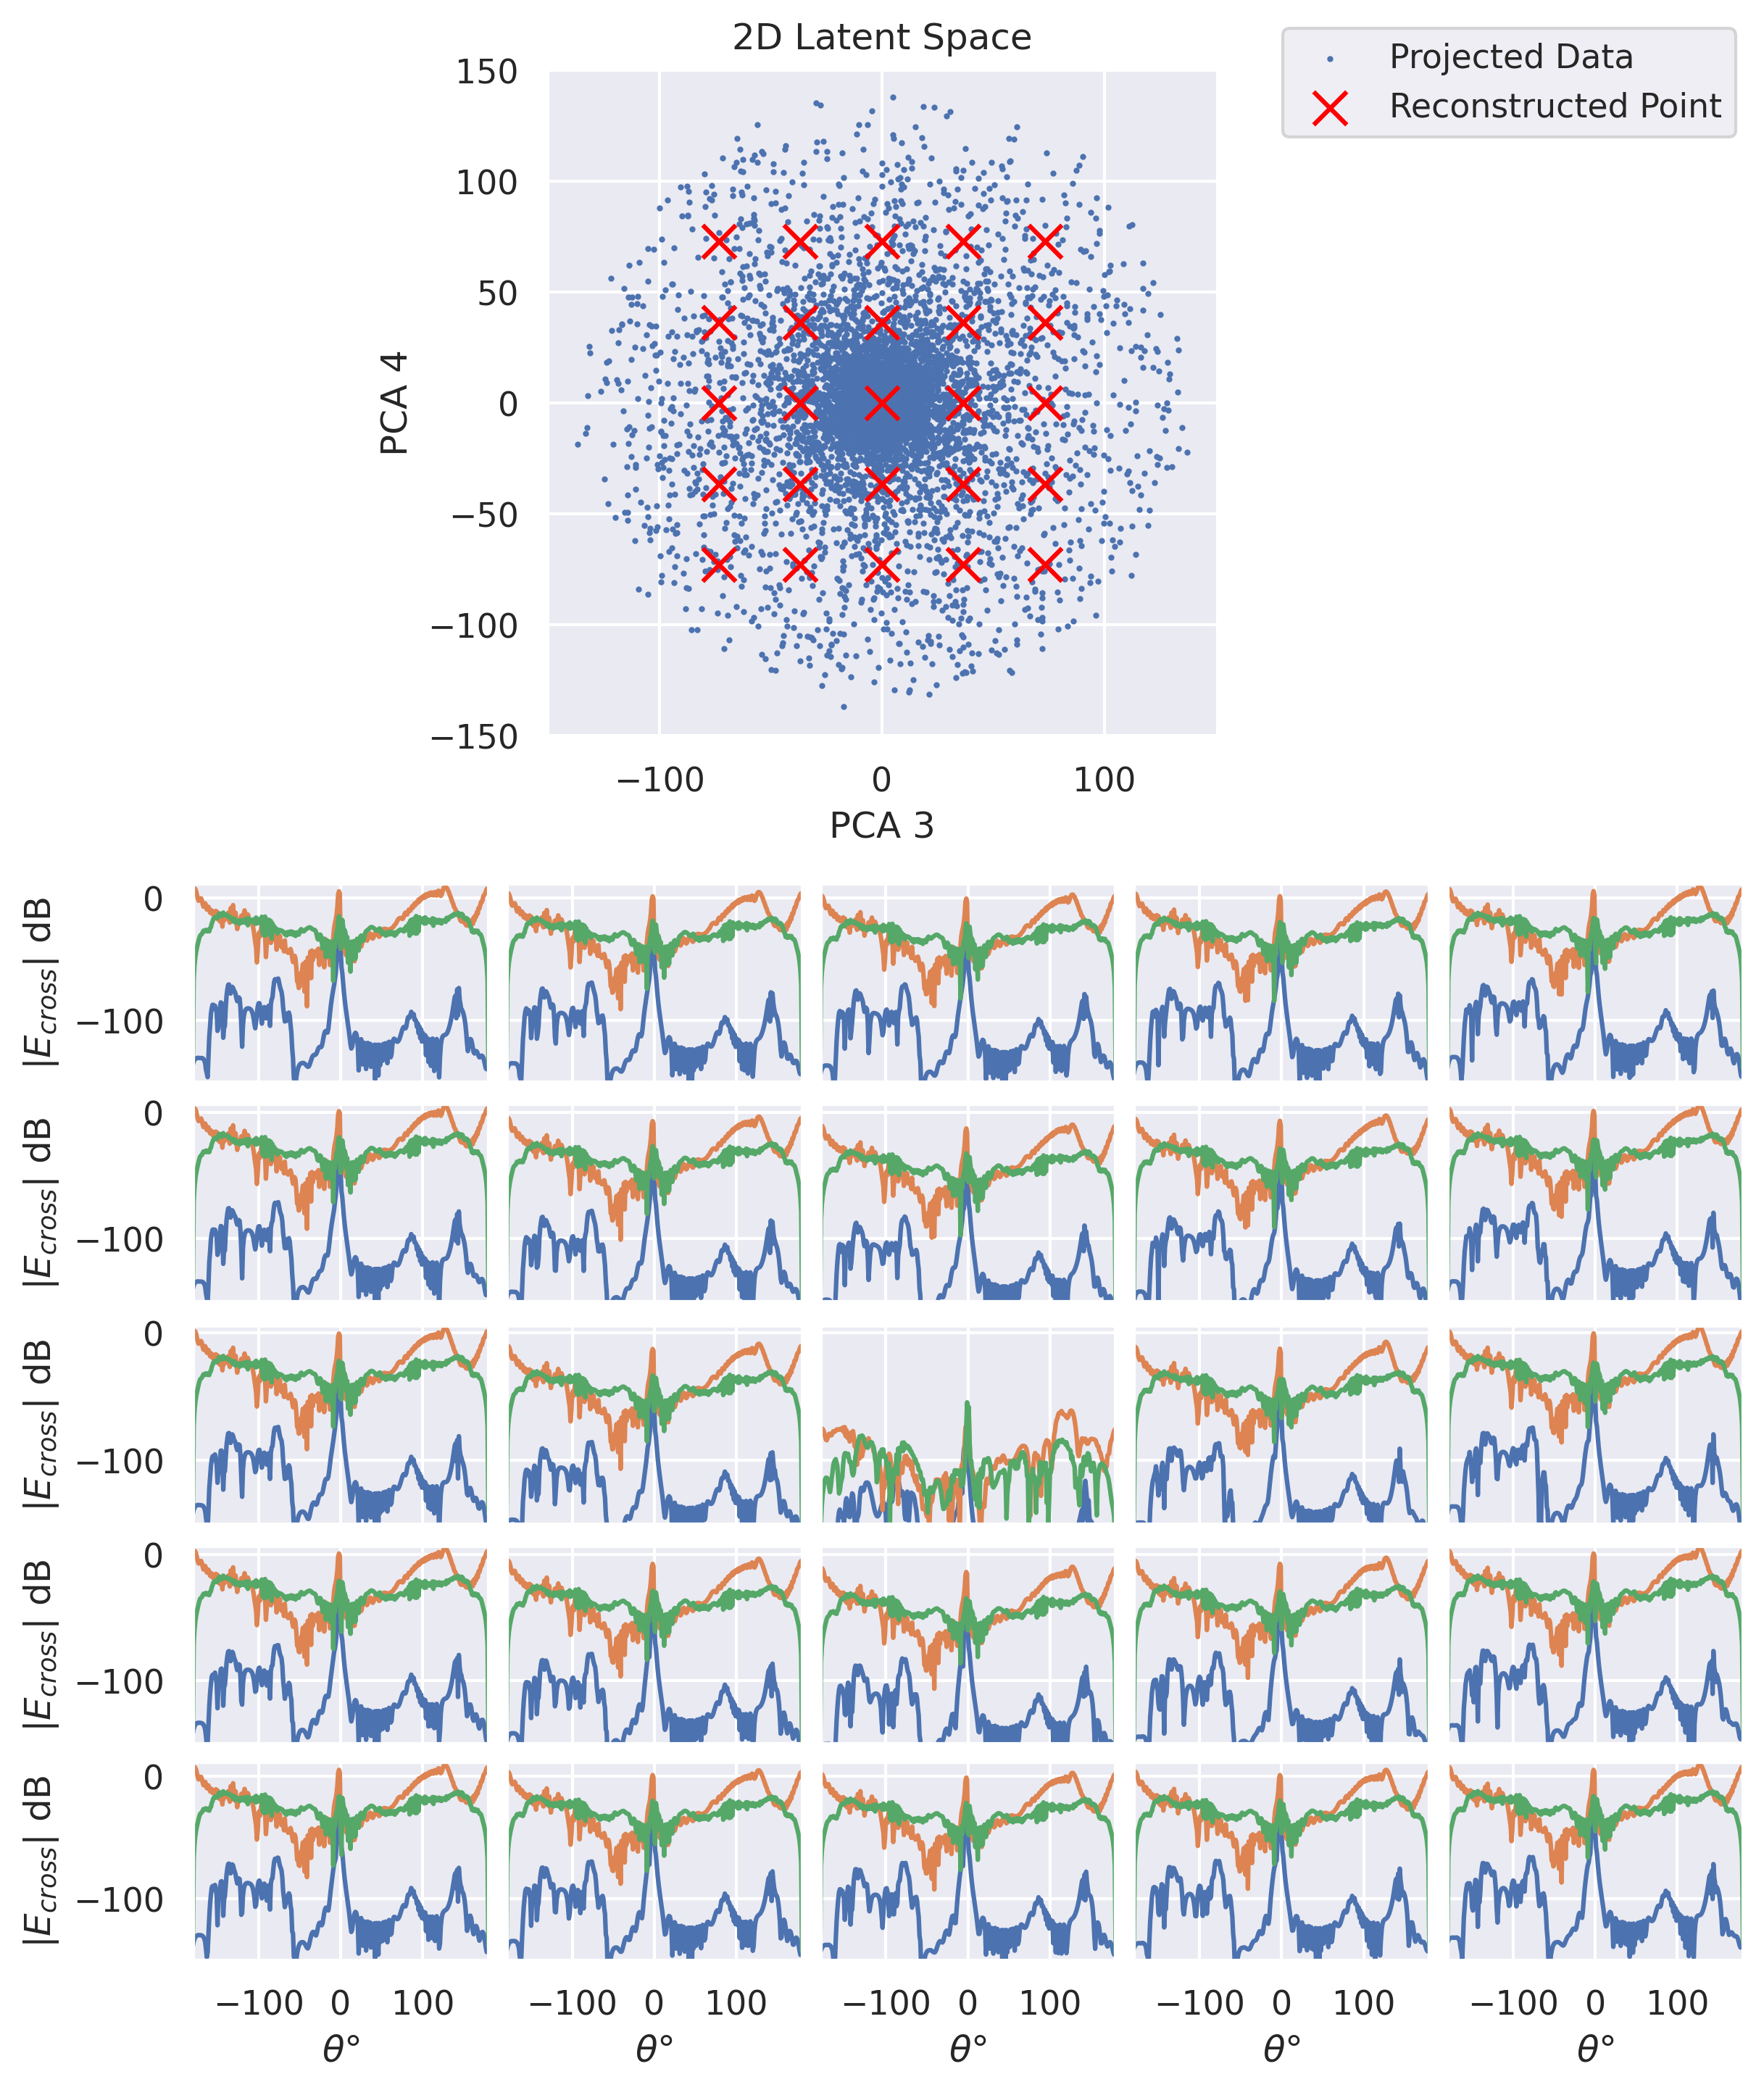 2D Latent Space
Projected Data
Reconstructed Point
150
100
50
0
−50
−100
−150
PCA 4
−100 0 100
PCA 3
0
−100
|E_cross| dB
0
−100
|E_cross| dB
0
−100
|E_cross| dB
0
−100
|E_cross| dB
0
−100
|E_cross| dB
−100 0 100 −100 0 100 −100 0 100 −100 0 100 −100 0 100
θ° θ° θ° θ° θ°